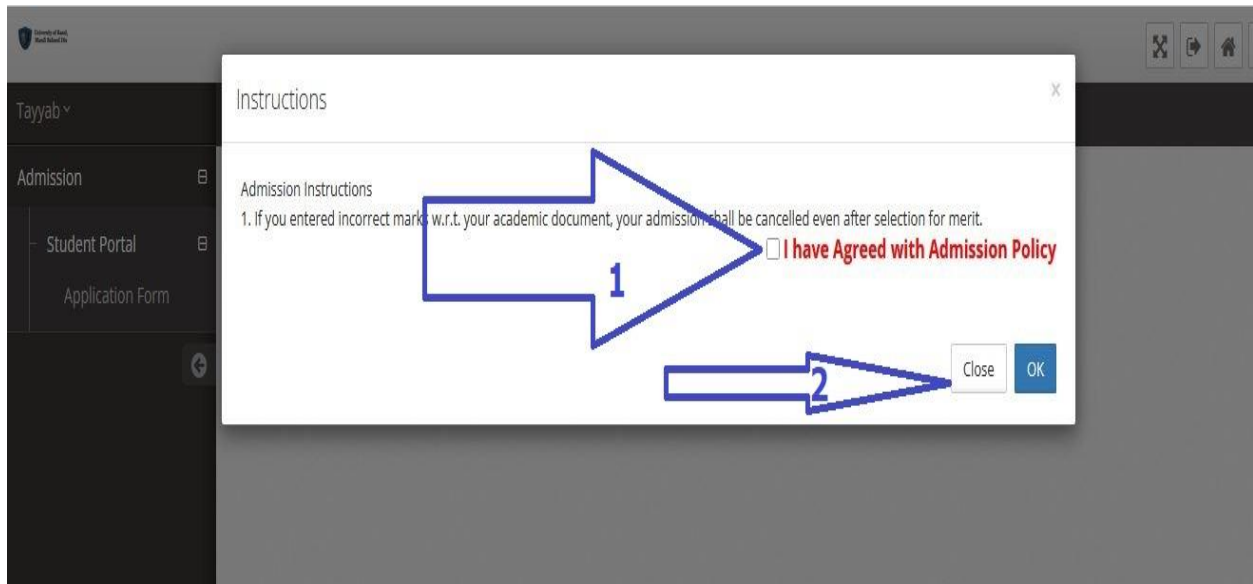 Tayyab
Instructions
x
Admission
Student Portal
Application Form
Admission Instructions
1. If you entered incorrect marks w.r.t. your academic document, your admission shall be cancelled even after selection for merit.
I have Agreed with Admission Policy
1
2
Close
OK